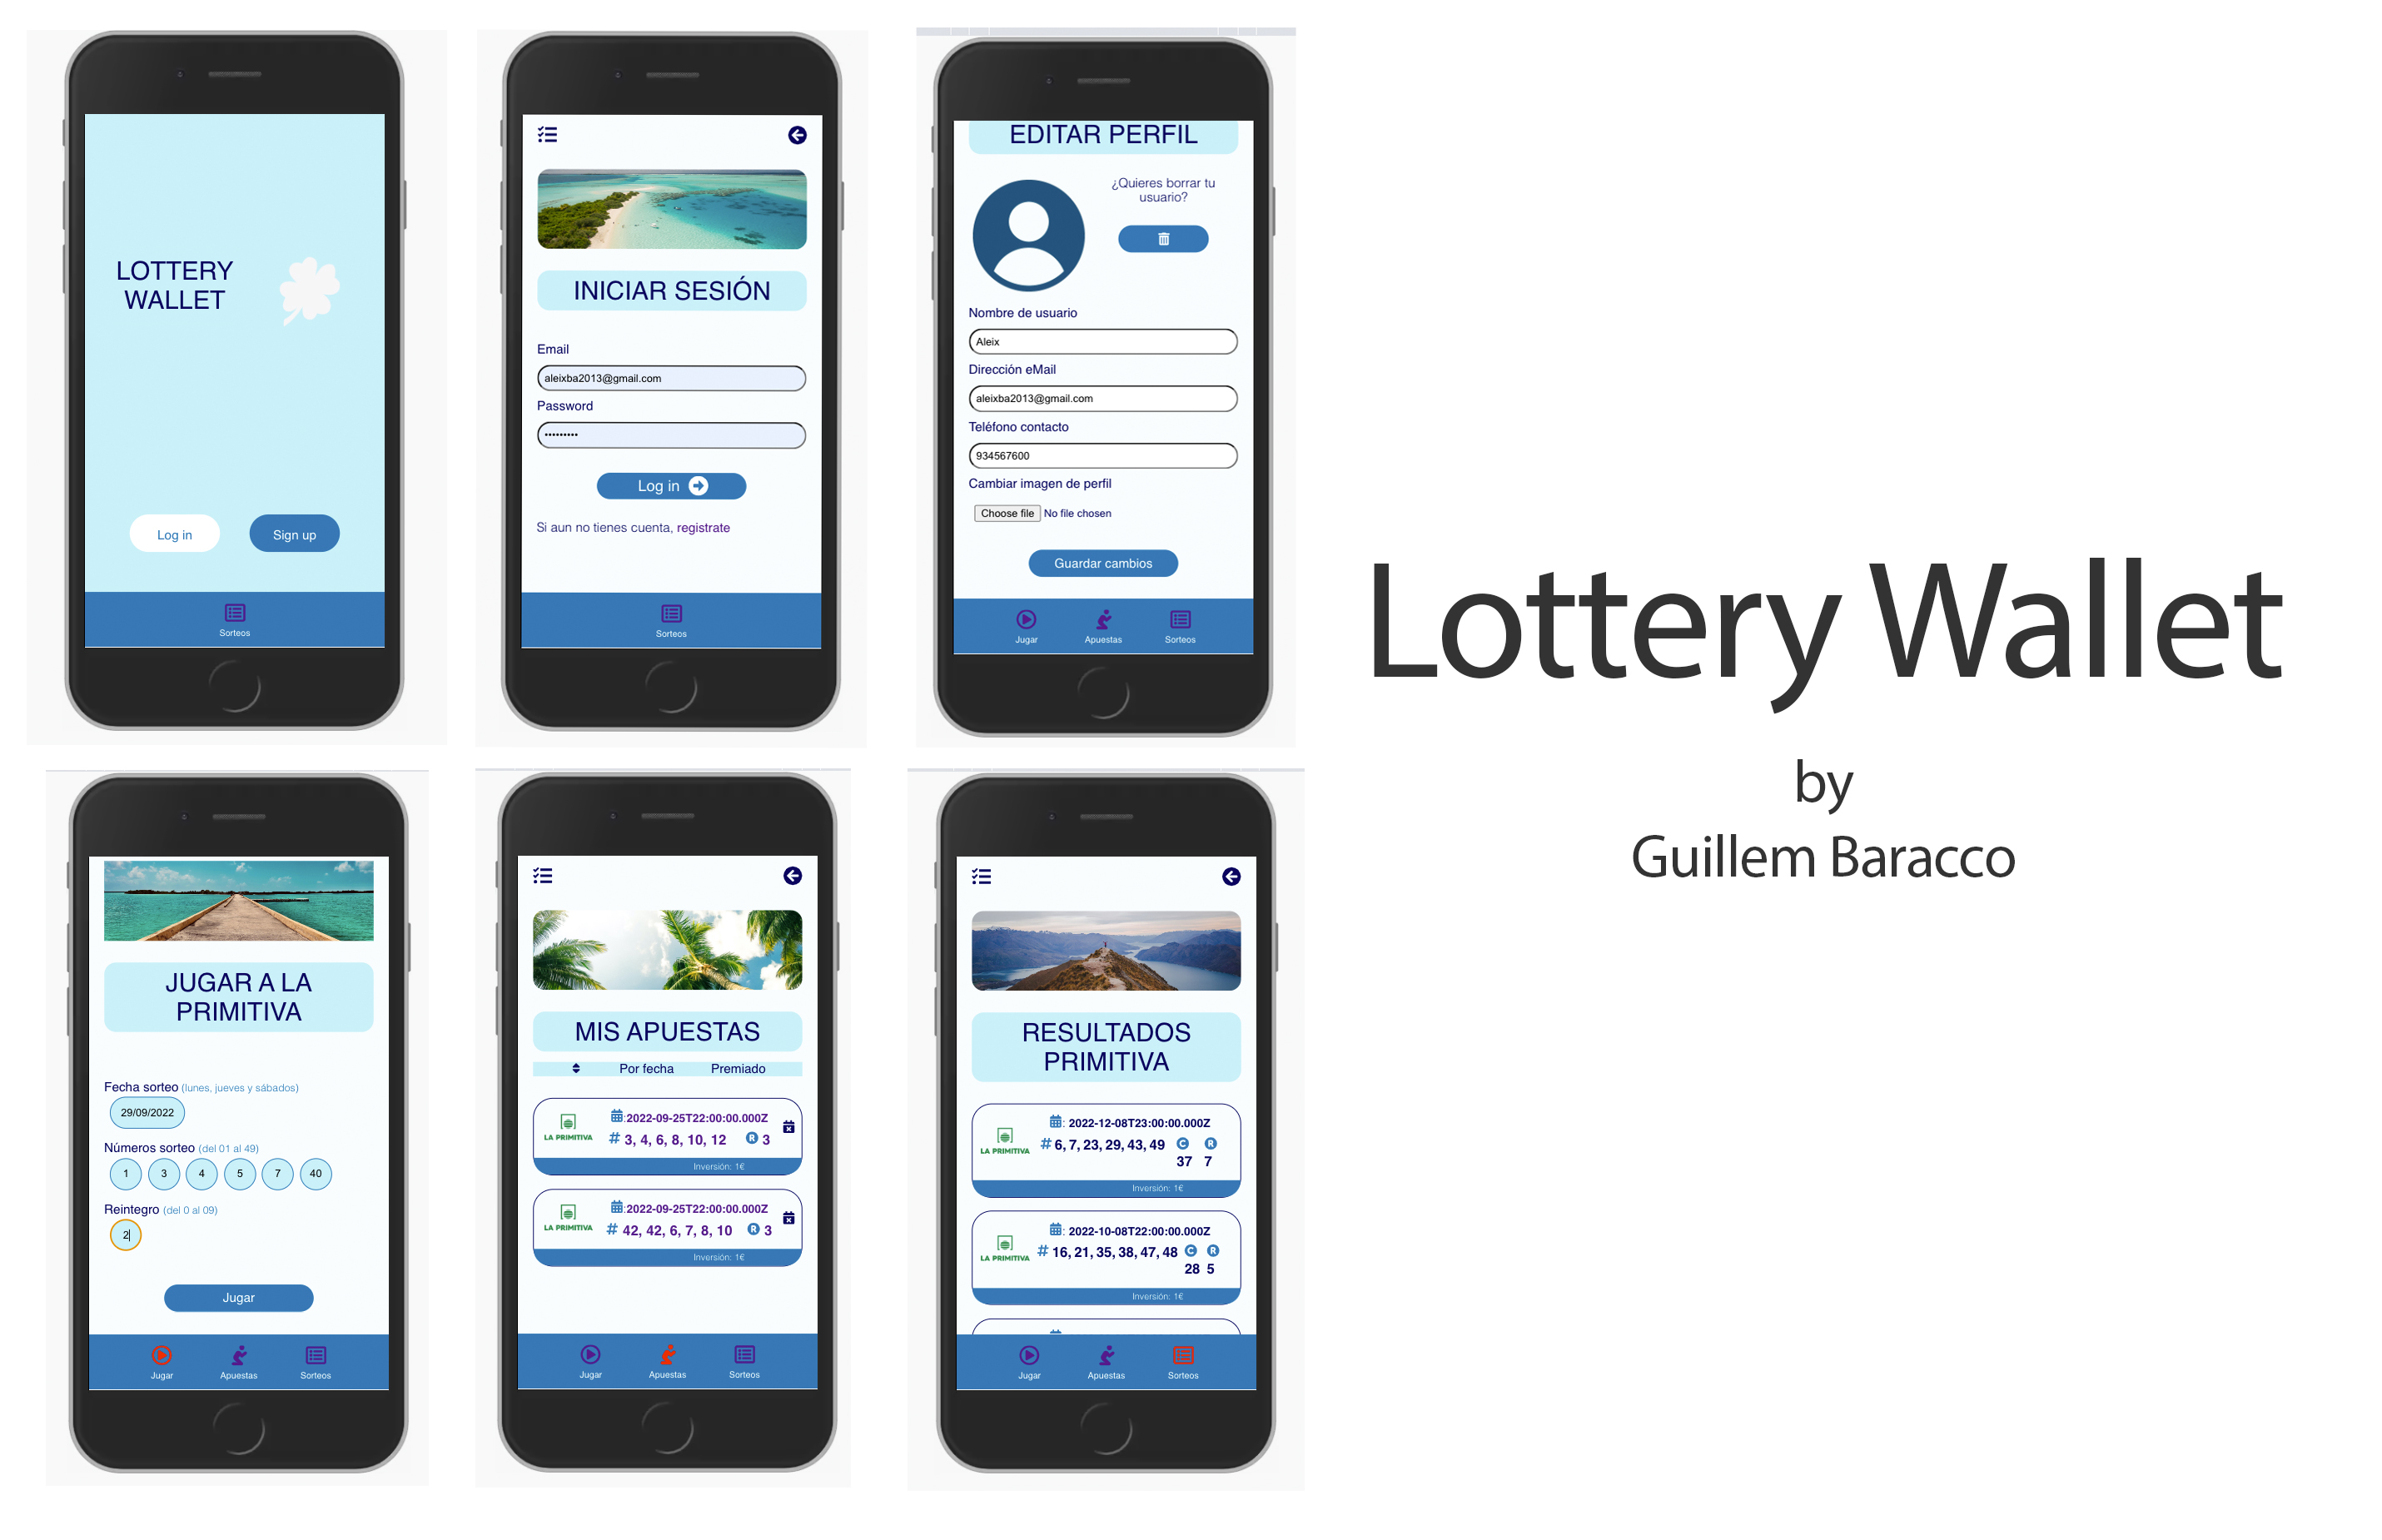 LOTTERY
WALLET
Log in
Sign up
Sorteos
INICIAR SESIÓN
Email
aleixba2013@gmail.com
Password
•••••••••
Log in
Si aun no tienes cuenta, registrate
Sorteos
EDITAR PERFIL
¿Quieres borrar tu
usuario?
Nombre de usuario
Aleix
Dirección eMail
aleixba2013@gmail.com
Teléfono contacto
934567600
Cambiar imagen de perfil
Choose file No file chosen
Guardar cambios
Jugar Apuestas Sorteos
JUGAR A LA
PRIMITIVA
Fecha sorteo (lunes, jueves y sábados)
29/09/2022
Números sorteo (del 01 al 49)
1 3 4 5 7 40
Reintegro (del 0 al 09)
2
Jugar
Jugar Apuestas Sorteos
MIS APUESTAS
Por fecha Premiado
:2022-09-25T22:00:00.000Z
LA PRIMITIVA # 3, 4, 6, 8, 10, 12 R 3
Inversión: 1€
:2022-09-25T22:00:00.000Z
LA PRIMITIVA # 42, 42, 6, 7, 8, 10 R 3
Inversión: 1€
Jugar Apuestas Sorteos
RESULTADOS
PRIMITIVA
: 2022-12-08T23:00:00.000Z
# 6, 7, 23, 29, 43, 49 C R
LA PRIMITIVA
37 7
Inversión: 1€
: 2022-10-08T22:00:00.000Z
# 16, 21, 35, 38, 47, 48 C R
LA PRIMITIVA
28 5
Inversión: 1€
Jugar Apuestas Sorteos
Lottery Wallet
by
Guillem Baracco